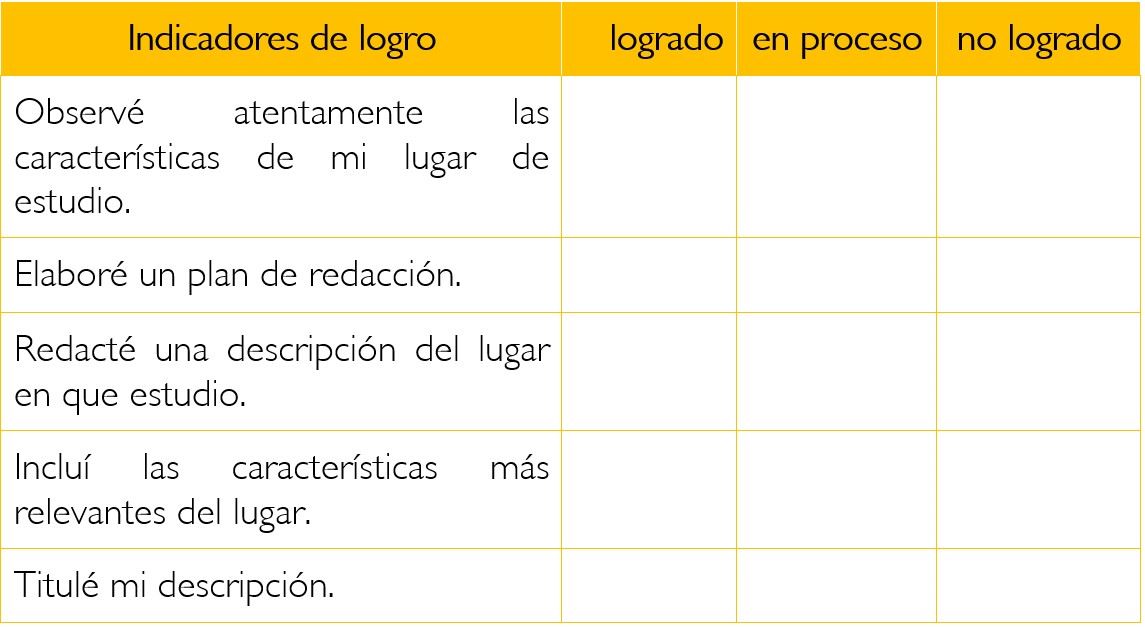 Indicadores de logro logrado en proceso no logrado
Observé atentamente las
características de mi lugar de
estudio.
Elaboré un plan de redacción.
Redacté una descripción del lugar
en que estudio.
Incluí las características más
relevantes del lugar.
Titulé mi descripción.